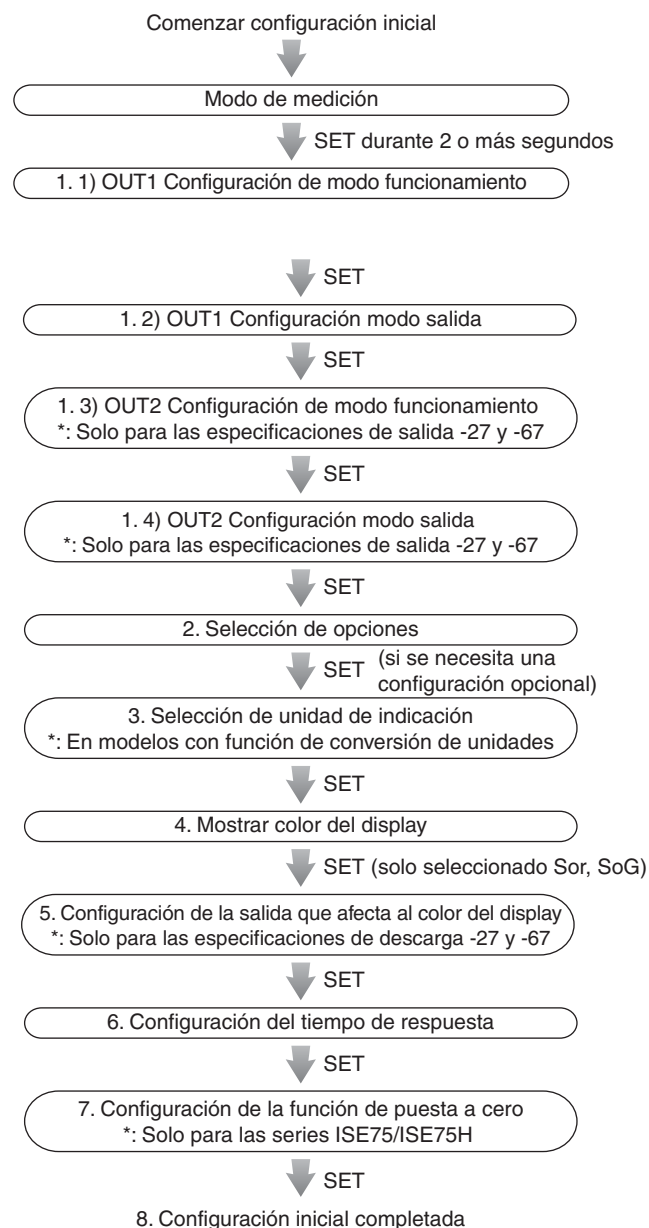 Comenzar configuración inicial
Modo de medición
SET durante 2 o más segundos
1. 1) OUT1 Configuración de modo funcionamiento
SET
1. 2) OUT1 Configuración modo salida
SET
1. 3) OUT2 Configuración de modo funcionamiento
*: Solo para las especificaciones de salida -27 y -67
SET
1. 4) OUT2 Configuración modo salida
*: Solo para las especificaciones de salida -27 y -67
SET
2. Selección de opciones
SET (si se necesita una
configuración opcional)
3. Selección de unidad de indicación
*: En modelos con función de conversión de unidades
SET
4. Mostrar color del display
SET (solo seleccionado Sor, SoG)
5. Configuración de la salida que afecta al color del display
*: Solo para las especificaciones de descarga -27 y -67
SET
6. Configuración del tiempo de respuesta
SET
7. Configuración de la función de puesta a cero
*: Solo para las series ISE75/ISE75H
SET
8. Configuración inicial completada